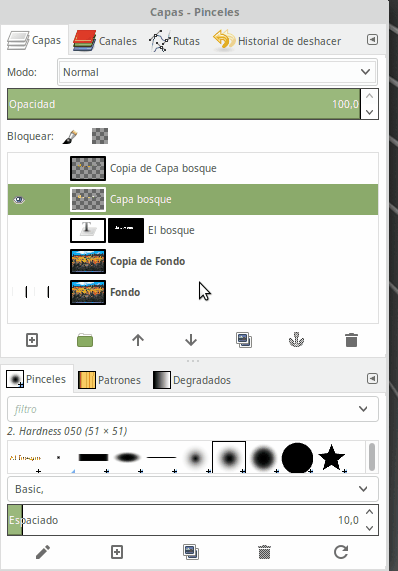 Capas - Pinceles
Capas Canales Rutas Historial de deshacer
Modo: Normal
Opacidad 100,0
Bloquear:
Copia de Capa bosque
Capa bosque
El bosque
Copia de Fondo
Fondo
Pinceles Patrones Degradados
filtro
2. Hardness 050 (51 × 51)
Basic,
Espaciado 10,0